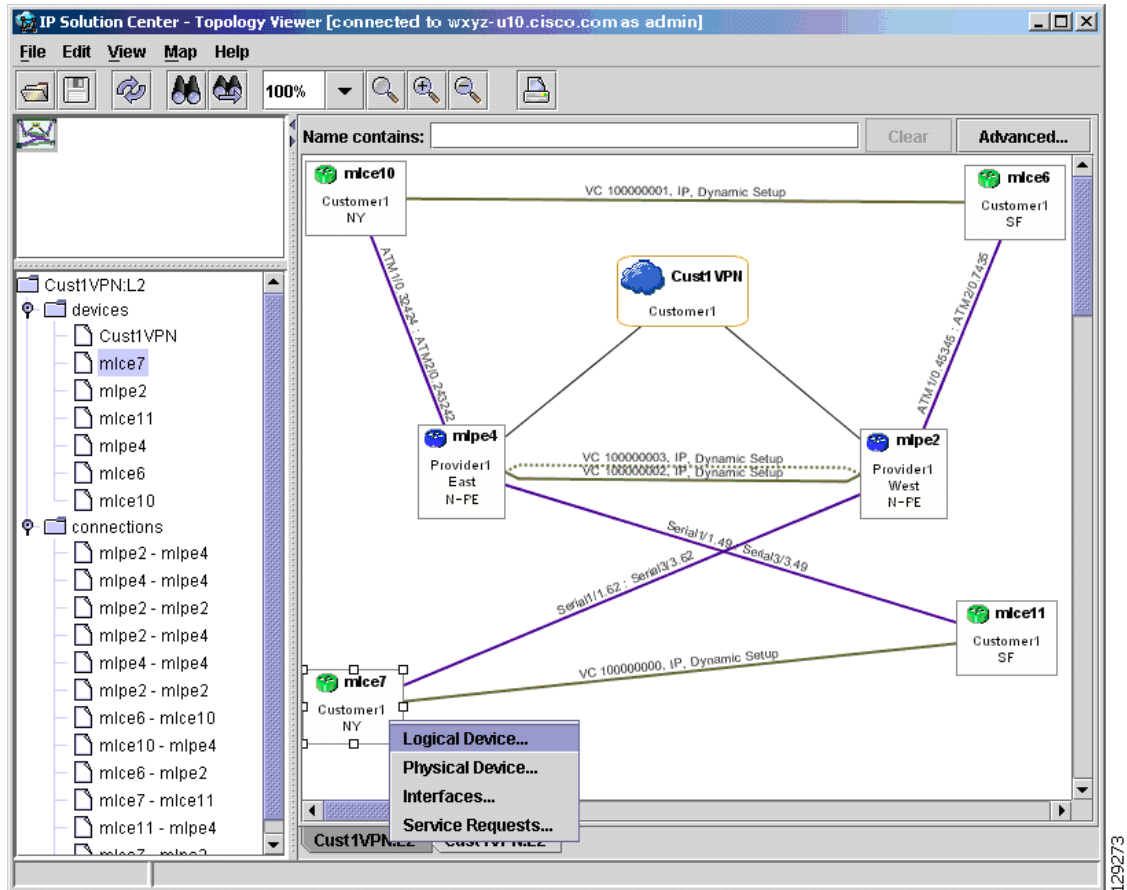 IP Solution Center - Topology Viewer [connected to wxyz-u10.cisco.com as admin]
File Edit View Map Help
100%
Name contains:
Clear
Advanced...
Cust1VPN:L2
devices
Cust1VPN
mlce7
mlpe2
mlce11
mlpe4
mlce6
mlce10
connections
mlpe2 - mlpe4
mlpe4 - mlpe4
mlpe2 - mlpe2
mlpe2 - mlpe4
mlpe4 - mlpe4
mlpe2 - mlpe2
mlce6 - mlce10
mlce10 - mlpe4
mlce6 - mlpe2
mlce7 - mlce11
mlce11 - mlpe4
mlce10
Customer1
NY
VC 100000001, IP, Dynamic Setup
mlce6
Customer1
SF
ATM1/0.32424 : ATM2/0.243242
Cust1VPN
Customer1
ATM1/0.45345 : ATM2/0.7435
mlpe4
Provider1
East
N-PE
VC 100000003, IP, Dynamic Setup
VC 100000002, IP, Dynamic Setup
mlpe2
Provider1
West
N-PE
Serial1/1.49 : Serial3/3.49
Serial1/1.62 : Serial3/3.62
mlce11
Customer1
SF
VC 100000000, IP, Dynamic Setup
mlce7
Customer1
NY
Logical Device...
Physical Device...
Interfaces...
Service Requests...
Cust1VPN:L2
Cust1VPN:L2
129273